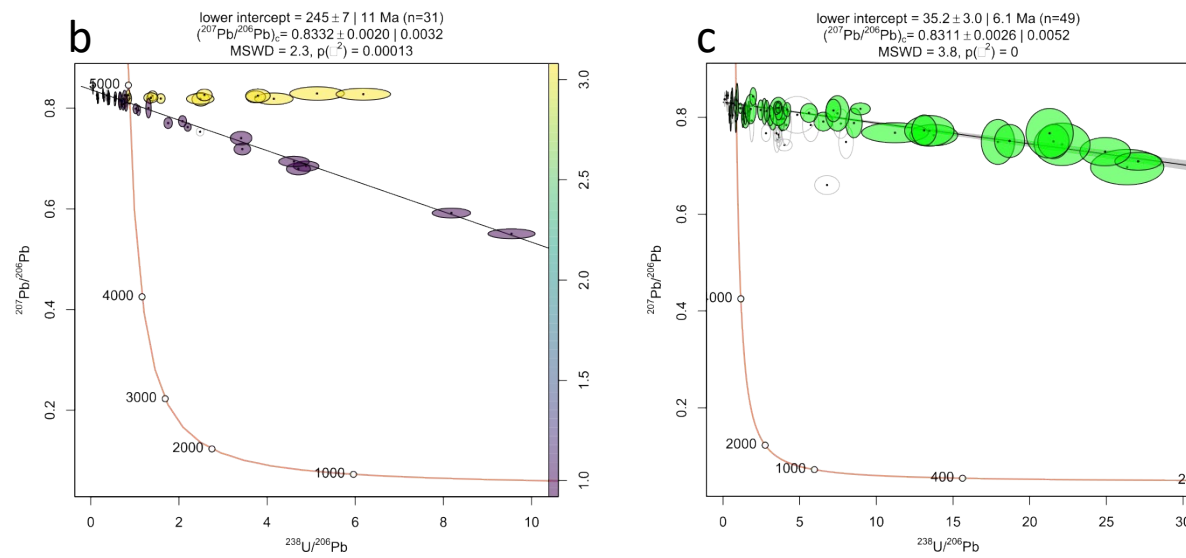 b
lower intercept = 245 ± 7 | 11 Ma (n=31)
(²⁰⁷Pb/²⁰⁶Pb)c= 0.8332 ± 0.0020 | 0.0032
MSWD = 2.3, p(□²) = 0.00013
5000
4000
3000
2000
1000
0.8
0.6
0.4
0.2
²⁰⁷Pb/²⁰⁶Pb
0 2 4 6 8 10
²³⁸U/²⁰⁶Pb
3.0
2.5
2.0
1.5
1.0
c
lower intercept = 35.2 ± 3.0 | 6.1 Ma (n=49)
(²⁰⁷Pb/²⁰⁶Pb)c= 0.8311 ± 0.0026 | 0.0052
MSWD = 3.8, p(□²) = 0
4000
2000
1000
400
2
0.8
0.6
0.4
0.2
²⁰⁷Pb/²⁰⁶Pb
0 5 10 15 20 25 30
²³⁸U/²⁰⁶Pb